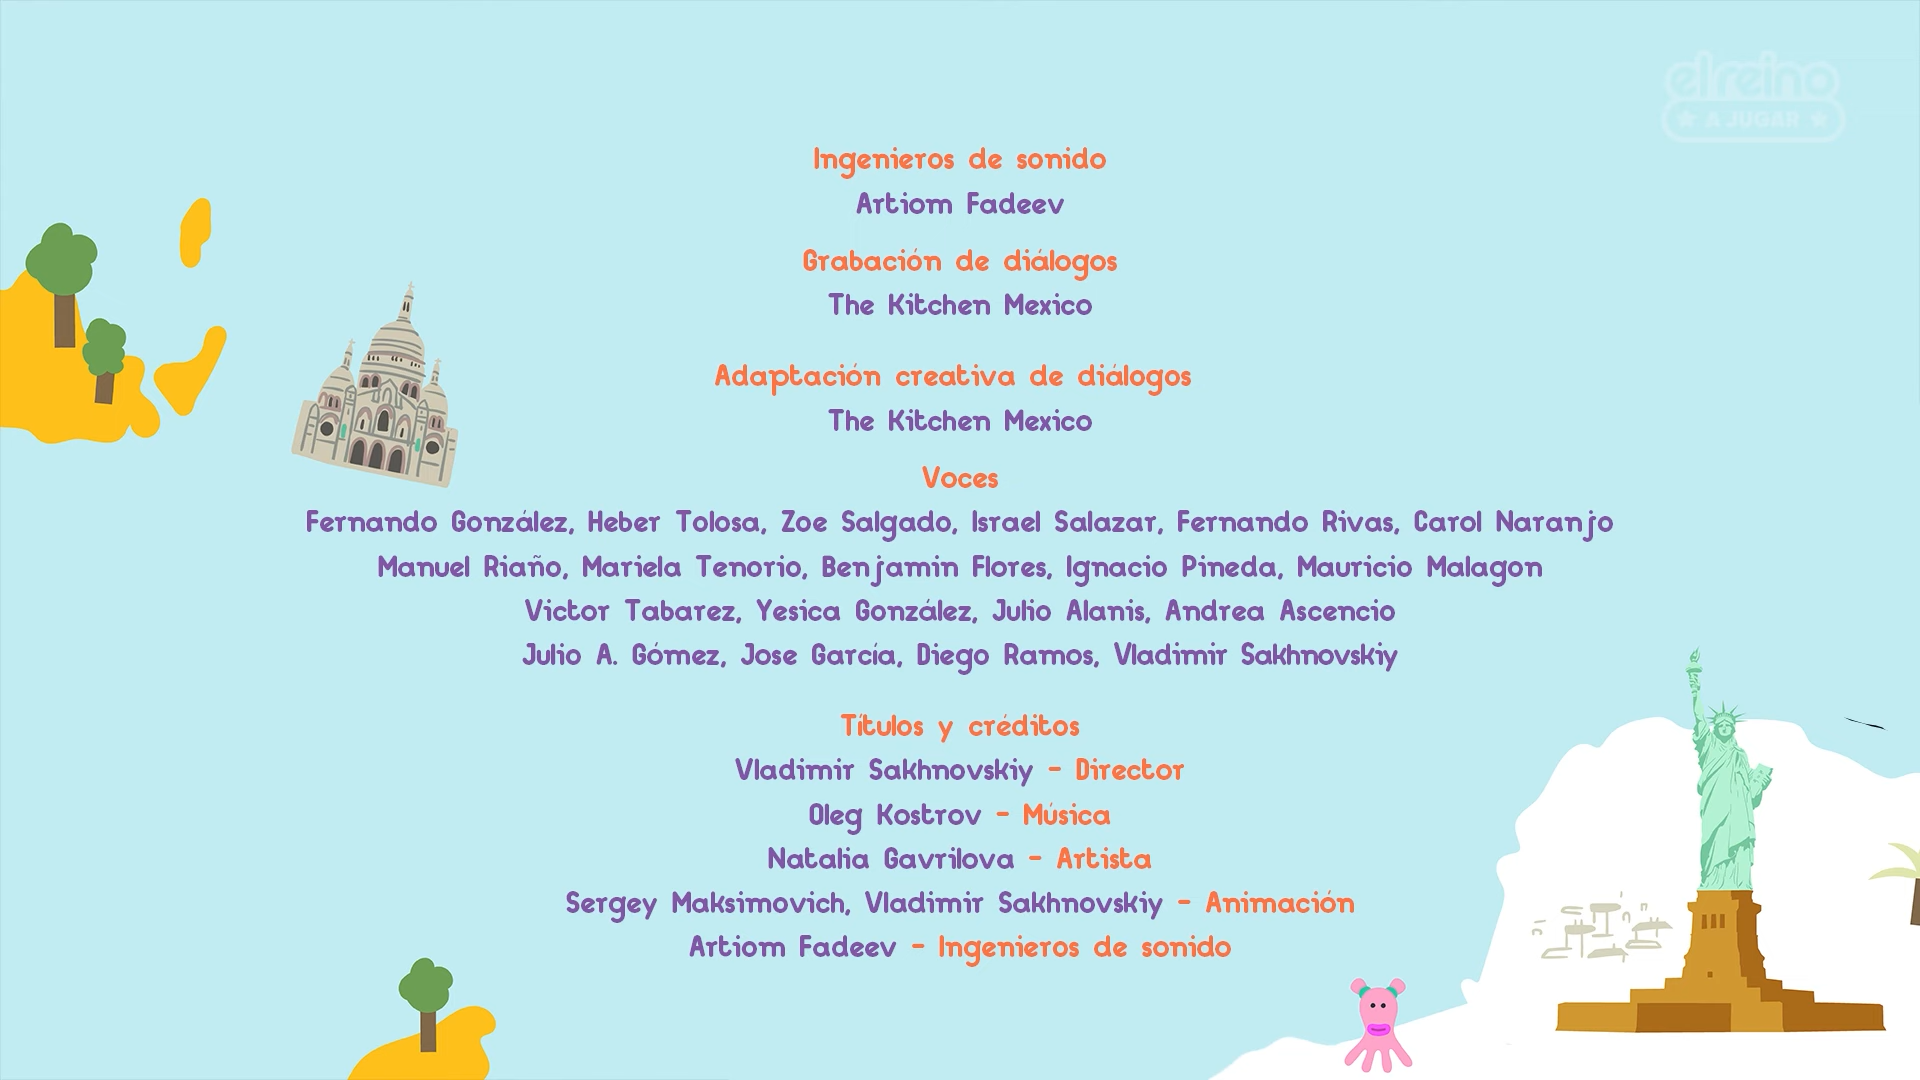 el reino
★ A JUGAR ★
Ingenieros de sonido
Artiom Fadeev
Grabación de diálogos
The Kitchen Mexico
Adaptación creativa de diálogos
The Kitchen Mexico
Voces
Fernando González, Heber Tolosa, Zoe Salgado, Israel Salazar, Fernando Rivas, Carol Naranjo
Manuel Riaño, Mariela Tenorio, Benjamin Flores, Ignacio Pineda, Mauricio Malagon
Victor Tabarez, Yesica González, Julio Alanis, Andrea Ascencio
Julio A. Gómez, Jose García, Diego Ramos, Vladimir Sakhnovskiy
Títulos y créditos
Vladimir Sakhnovskiy - Director
Oleg Kostrov - Música
Natalia Gavrilova - Artista
Sergey Maksimovich, Vladimir Sakhnovskiy - Animación
Artiom Fadeev - Ingenieros de sonido